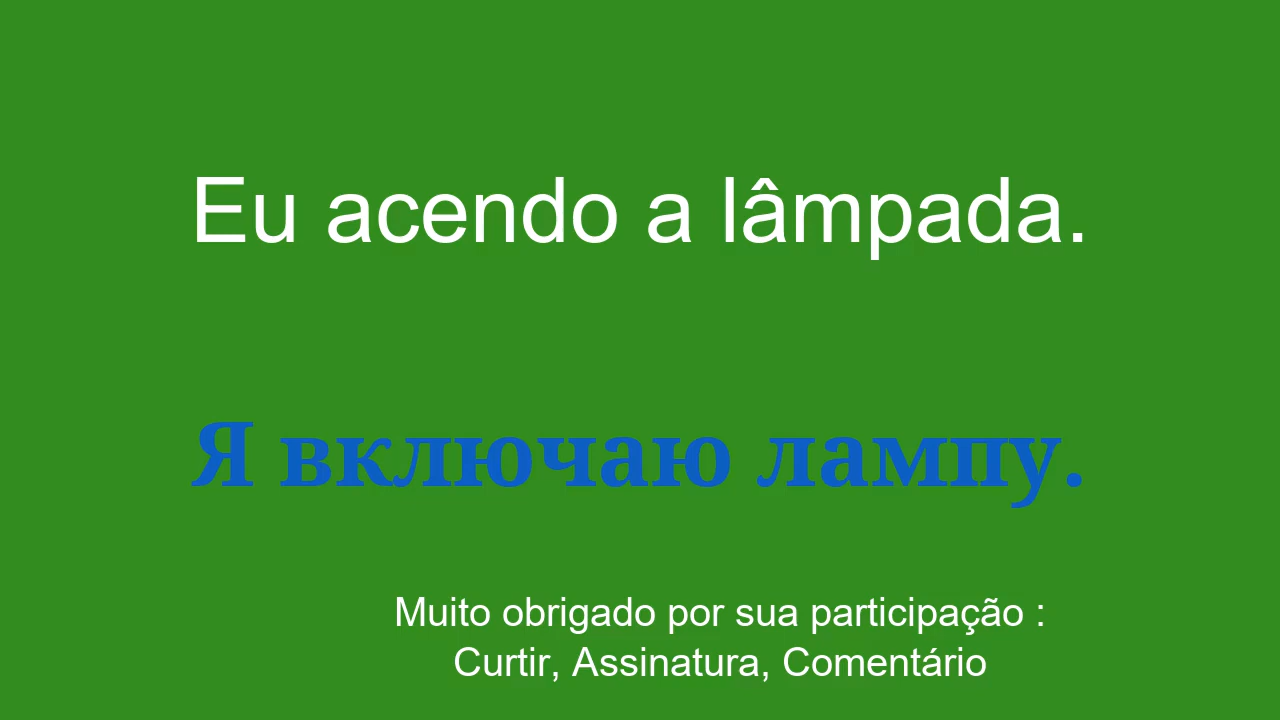 Eu acendo a lâmpada.
Я включаю лампу.
Muito obrigado por sua participação :
Curtir, Assinatura, Comentário